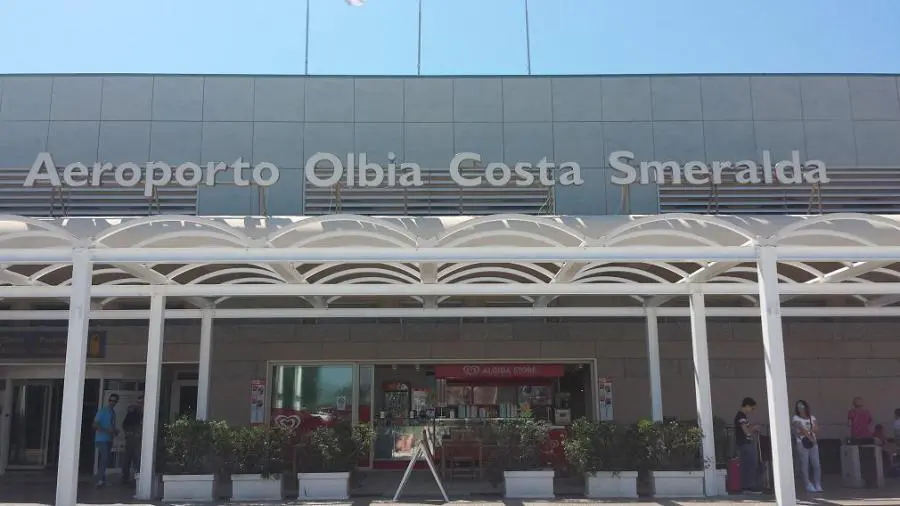 Aeroporto Olbia Costa Smeralda
ALGIDA STORE